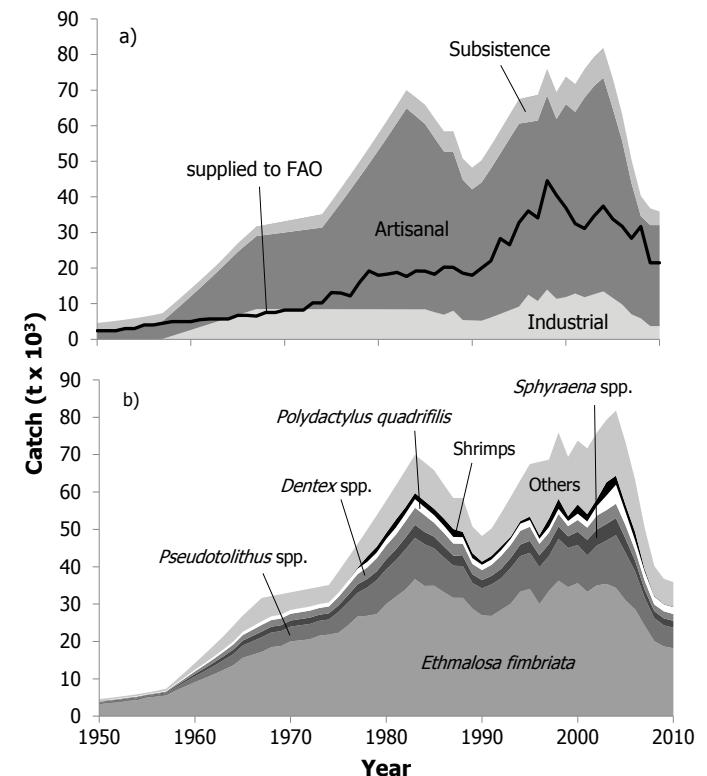 a)
90
80
70
60
50
40
30
20
10
0
Subsistence
supplied to FAO
Artisanal
Industrial
Catch (t x 10³)
b)
90
80
70
60
50
40
30
20
10
0
Sphyraena spp.
Polydactylus quadrifilis
Shrimps
Dentex spp.
Others
Pseudotolithus spp.
Ethmalosa fimbriata
1950 1960 1970 1980 1990 2000 2010
Year